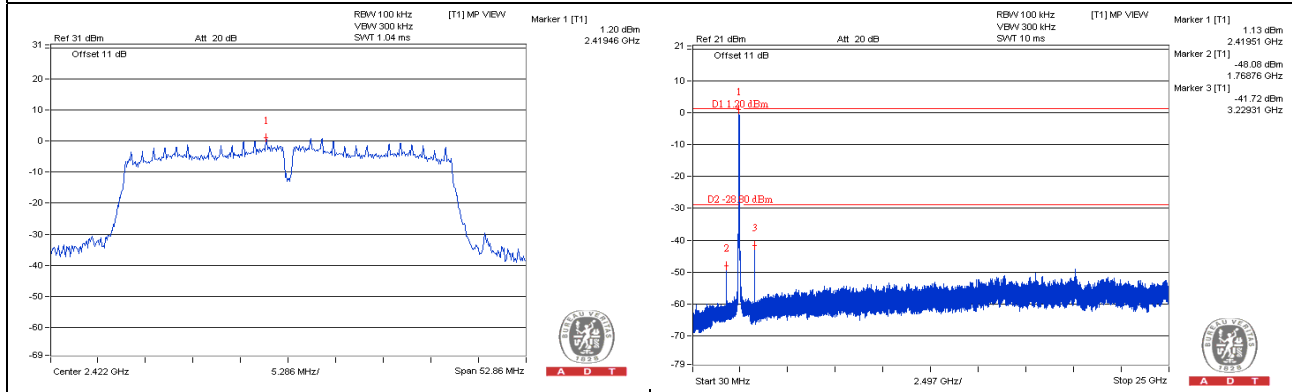 RBW 100 kHz [T1] MP VIEW
VBW 300 kHz
Ref 31 dBm Att 20 dB SWT 1.04 ms
Marker 1 [T1]
1.20 dBm
2.41946 GHz
Offset 11 dB
31
20
10
0
-10
-20
-30
-40
-50
-60
-69
1
Center 2.422 GHz 5.286 MHz/ Span 52.86 MHz
BUREAU VERITAS
1828
A D T
RBW 100 kHz [T1] MP VIEW
VBW 300 kHz
Ref 21 dBm Att 20 dB SWT 10 ms
Marker 1 [T1]
1.13 dBm
2.41951 GHz
Marker 2 [T1]
-48.08 dBm
1.76876 GHz
Marker 3 [T1]
-41.72 dBm
3.22931 GHz
Offset 11 dB
21
10
0
-10
-20
-30
-40
-50
-60
-70
-79
1
D1 1.20 dBm
D2 -28.80 dBm
2
3
Start 30 MHz 2.497 GHz/ Stop 25 GHz
BUREAU VERITAS
1828
A D T